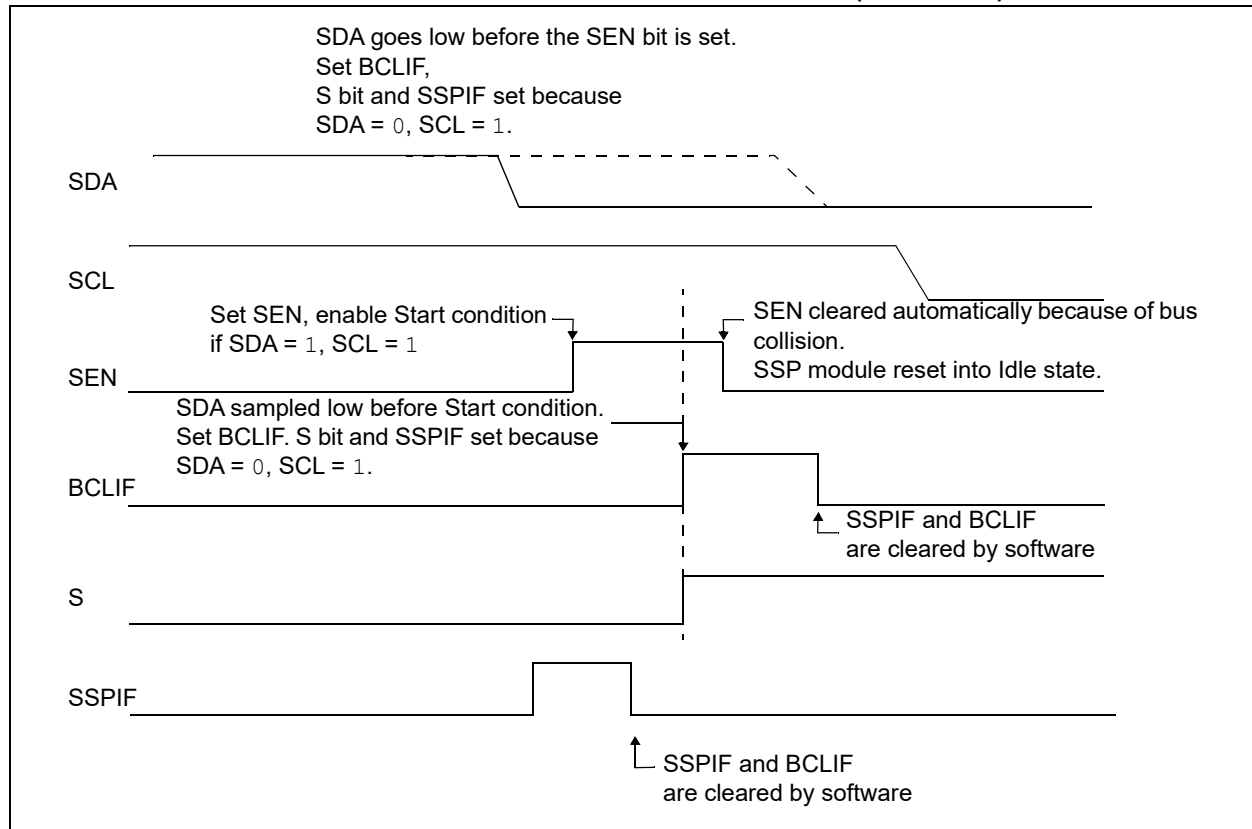 SDA goes low before the SEN bit is set.
Set BCLIF,
S bit and SSPIF set because
SDA = 0, SCL = 1.
SDA
SCL
Set SEN, enable Start condition
if SDA = 1, SCL = 1
SEN cleared automatically because of bus
collision.
SSP module reset into Idle state.
SEN
SDA sampled low before Start condition.
Set BCLIF. S bit and SSPIF set because
SDA = 0, SCL = 1.
BCLIF
SSPIF and BCLIF
are cleared by software
S
SSPIF
SSPIF and BCLIF
are cleared by software